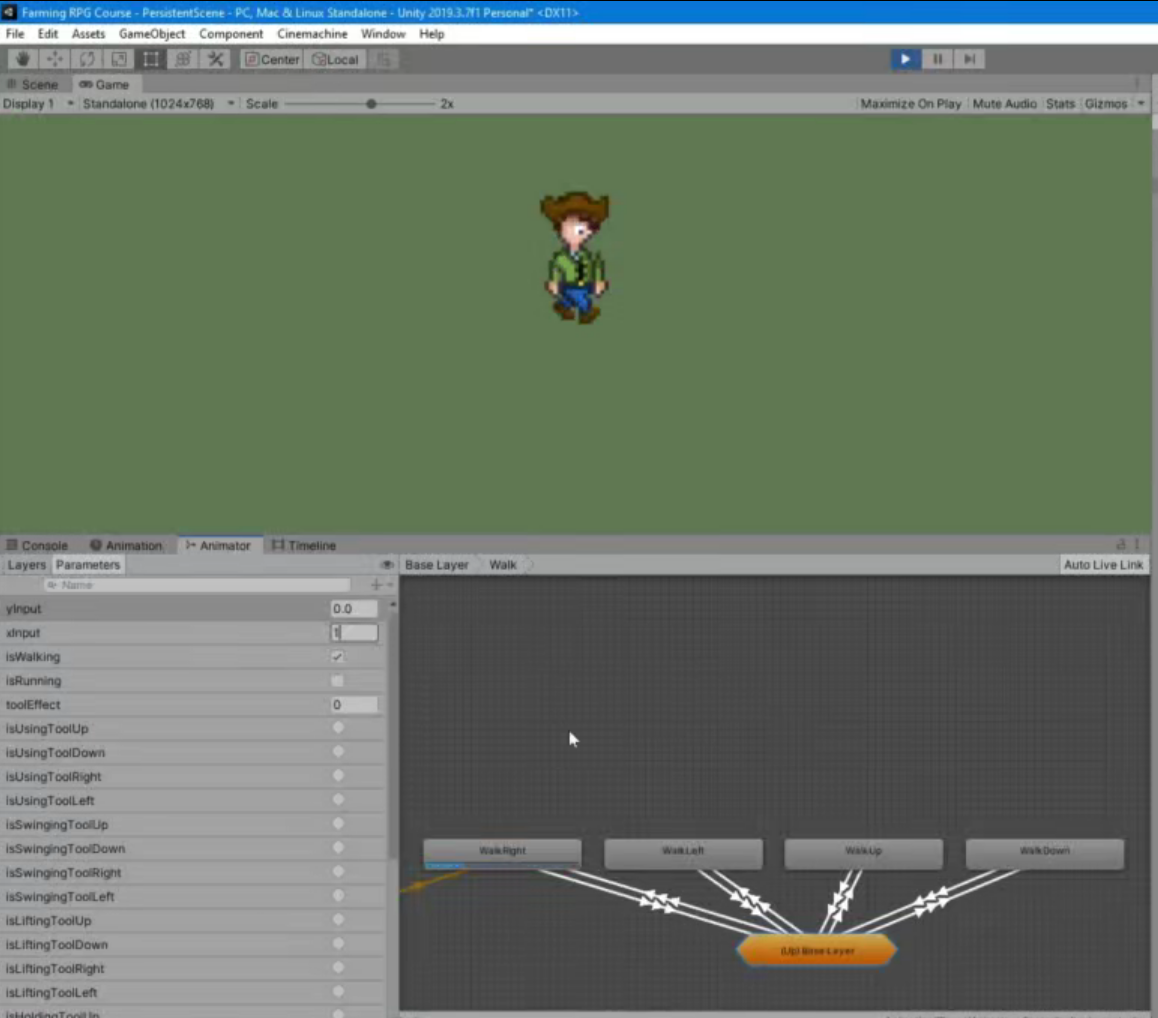 Farming RPG Course - PersistentScene - PC, Mac & Linux Standalone - Unity 2019.3.7f1 Personal* <DX11>
File Edit Assets GameObject Component Cinemachine Window Help
Center Local
Scene Game
Display 1 Standalone (1024x768) Scale 2x Maximize On Play Mute Audio Stats Gizmos
Console Animation Animator Timeline
Layers Parameters Base Layer Walk Auto Live Link
Name
yInput 0.0
xInput 1
isWalking
isRunning
toolEffect 0
isUsingToolUp
isUsingToolDown
isUsingToolRight
isUsingToolLeft
isSwingingToolUp
isSwingingToolDown
isSwingingToolRight
isSwingingToolLeft
isLiftingToolUp
isLiftingToolDown
isLiftingToolRight
isLiftingToolLeft
isHoldingToolUp
WalkRight WalkLeft WalkUp WalkDown
(Up) Base Layer